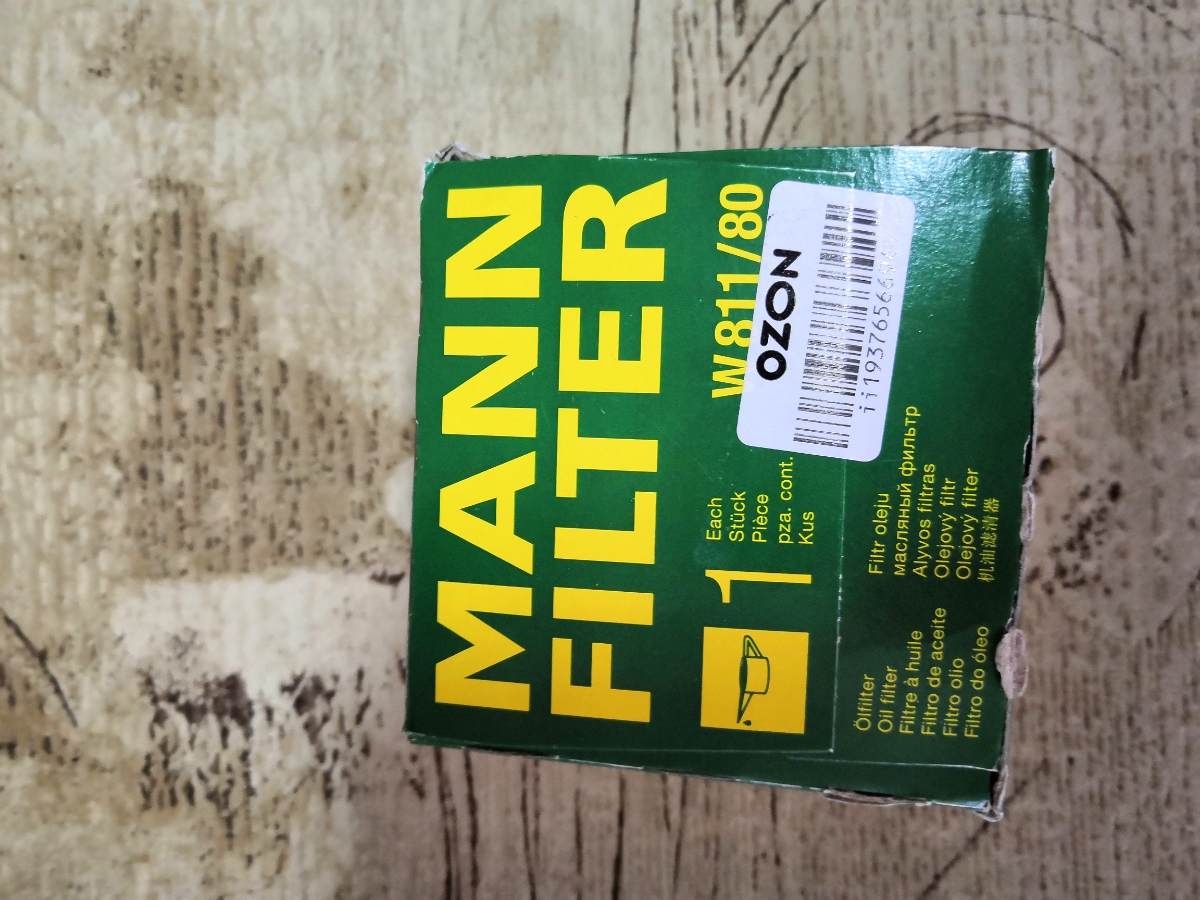 MANN
FILTER
W 811/80
1
Each
Stück
Pièce
pza. cont.
Kus
OZON
Ölfilter
Oil filter
Filtre à huile
Filtro de aceite
Filtro olio
Filtro do óleo
Filtr oleju
масляный фильтр
Alyvos filtras
Olejový filtr
Olejový filter
机油滤清器